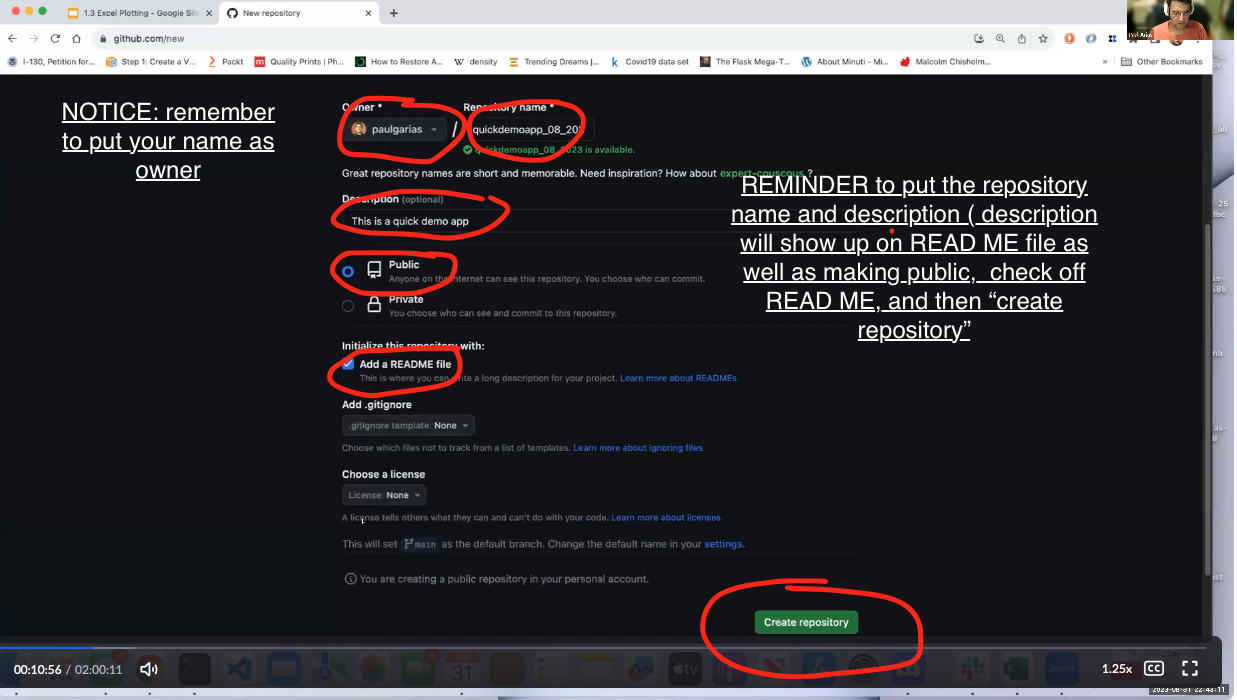 1.3 Excel Plotting - Google Sli
New repository
github.com/new
I-130, Petition for...
Step 1: Create a V...
Packt
Quality Prints | Ph...
How to Restore A...
density
Trending Dreams |...
Covid19 data set
The Flask Mega-T...
About Minuti - Mi...
Malcolm Chisholm...
»
Other Bookmarks
NOTICE: remember
to put your name as
owner
Owner *
Repository name *
paulgarias
/
quickdemoapp_08_202
quickdemoapp_08_2023 is available.
Great repository names are short and memorable. Need inspiration? How about expert-couscous ?
Description (optional)
This is a quick demo app
REMINDER to put the repository
name and description ( description
will show up on READ ME file as
well as making public, check off
READ ME, and then “create
repository”
Public
Anyone on the internet can see this repository. You choose who can commit.
Private
You choose who can see and commit to this repository.
Initialize this repository with:
Add a README file
This is where you can write a long description for your project. Learn more about READMEs.
Add .gitignore
.gitignore template: None
Choose which files not to track from a list of templates. Learn more about ignoring files.
Choose a license
License: None
A license tells others what they can and can't do with your code. Learn more about licenses.
This will set main as the default branch. Change the default name in your settings.
You are creating a public repository in your personal account.
Create repository
00:10:56 / 02:00:11
31
tv
zoom
1.25x
CC
2023-08-31 22:43:11